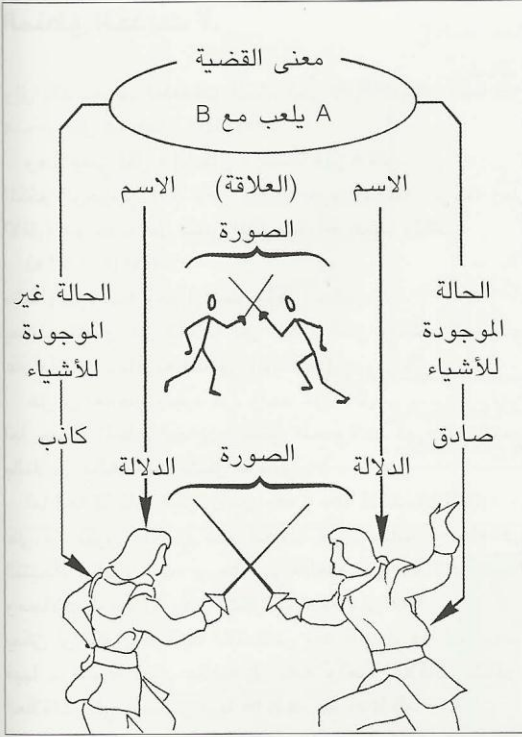 معنى القضية
A يلعب مع B
الاسم (العلاقة) الاسم
الصورة
الحالة
الموجودة
للأشياء
الحالة غير
الموجودة
للأشياء
صادق
كاذب
الدلالة
الصورة
الدلالة